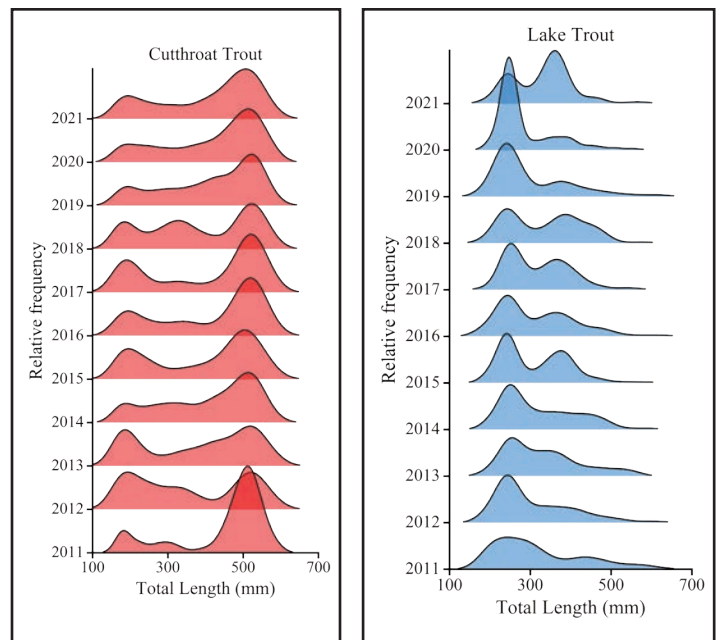 Cutthroat Trout
Relative frequency
2021
2020
2019
2018
2017
2016
2015
2014
2013
2012
2011
100 300 500 700
Total Length (mm)
Lake Trout
Relative frequency
2021
2020
2019
2018
2017
2016
2015
2014
2013
2012
2011
100 300 500 700
Total Length (mm)